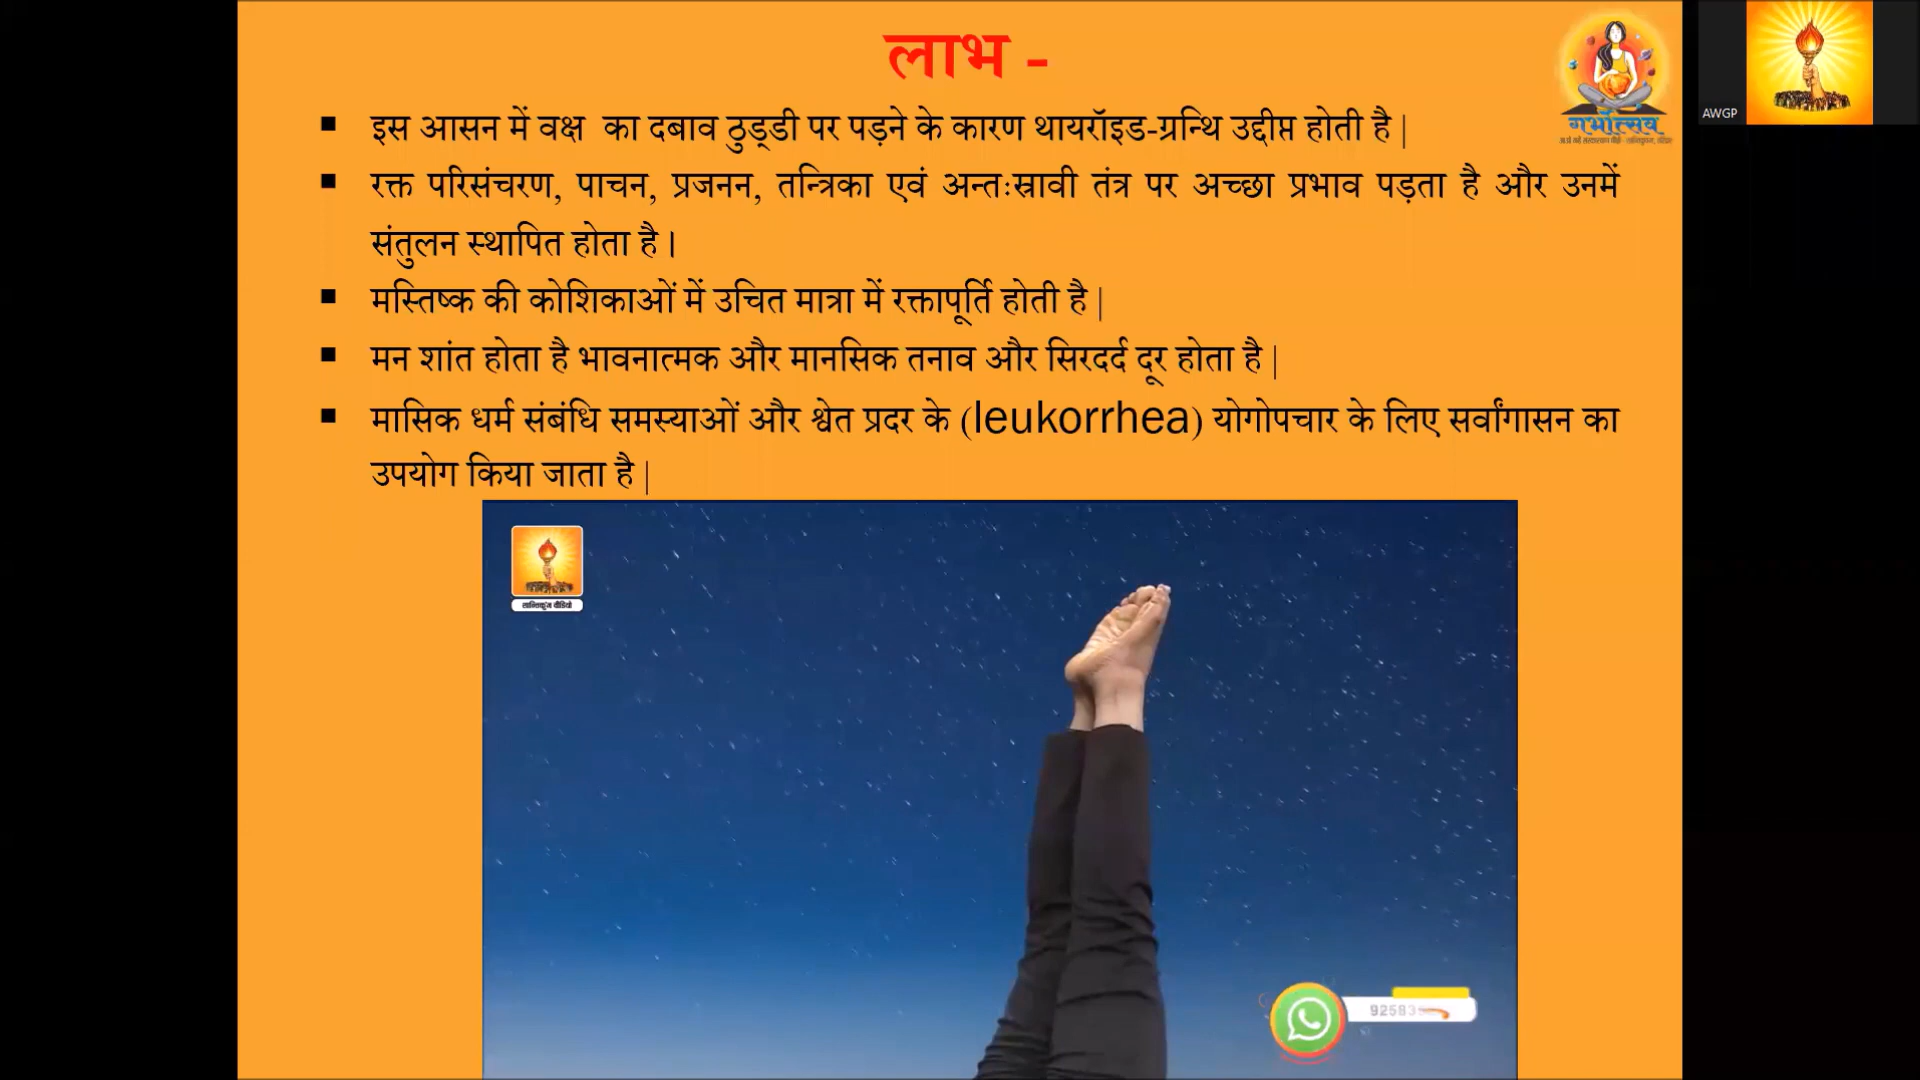 लाभ -
इस आसन में वक्ष का दबाव ठुड्डी पर पड़ने के कारण थायरॉइड-ग्रन्थि उद्दीप्त होती है |
रक्त परिसंचरण, पाचन, प्रजनन, तन्त्रिका एवं अन्तःस्रावी तंत्र पर अच्छा प्रभाव पड़ता है और उनमें
संतुलन स्थापित होता है।
मस्तिष्क की कोशिकाओं में उचित मात्रा में रक्तापूर्ति होती है |
मन शांत होता है भावनात्मक और मानसिक तनाव और सिरदर्द दूर होता है |
मासिक धर्म संबंधि समस्याओं और श्वेत प्रदर के (leukorrhea) योगोपचार के लिए सर्वांगासन का
उपयोग किया जाता है |
गर्भोत्सव
AWGP
शान्तिकुंज वीडियो
92583